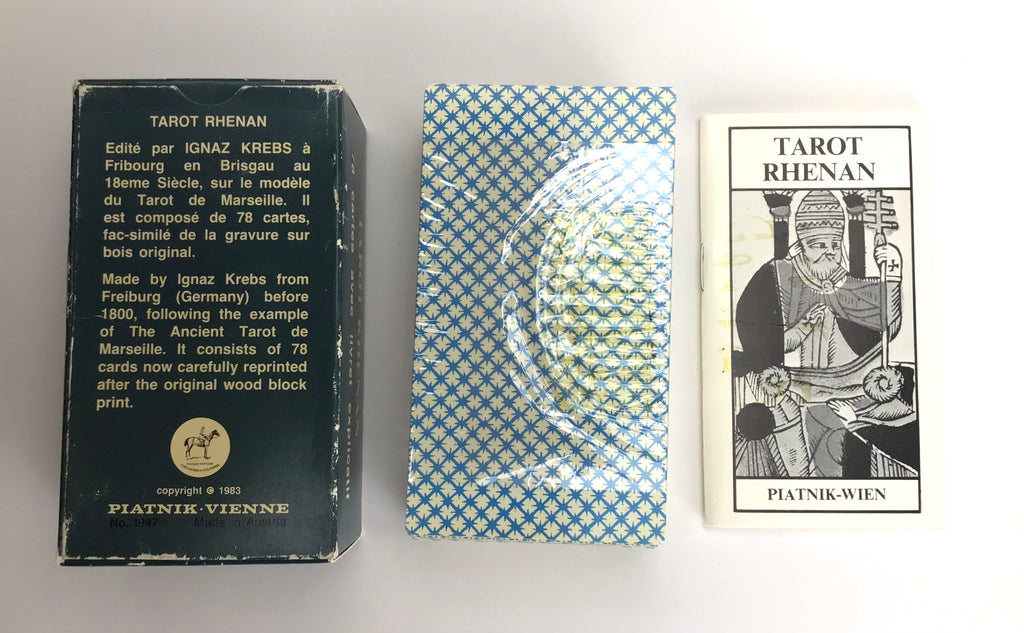 TAROT RHENAN
Edité par IGNAZ KREBS à
Fribourg en Brisgau au
18eme Siècle, sur le modèle
du Tarot de Marseille. Il
est composé de 78 cartes,
fac-similé de la gravure sur
bois original.
Made by Ignaz Krebs from
Freiburg (Germany) before
1800, following the example
of The Ancient Tarot de
Marseille. It consists of 78
cards now carefully reprinted
after the original wood block
print.
copyright © 1983
PIATNIK·VIENNE
No. 1947 Made in Austria
TAROT
RHENAN
PIATNIK-WIEN